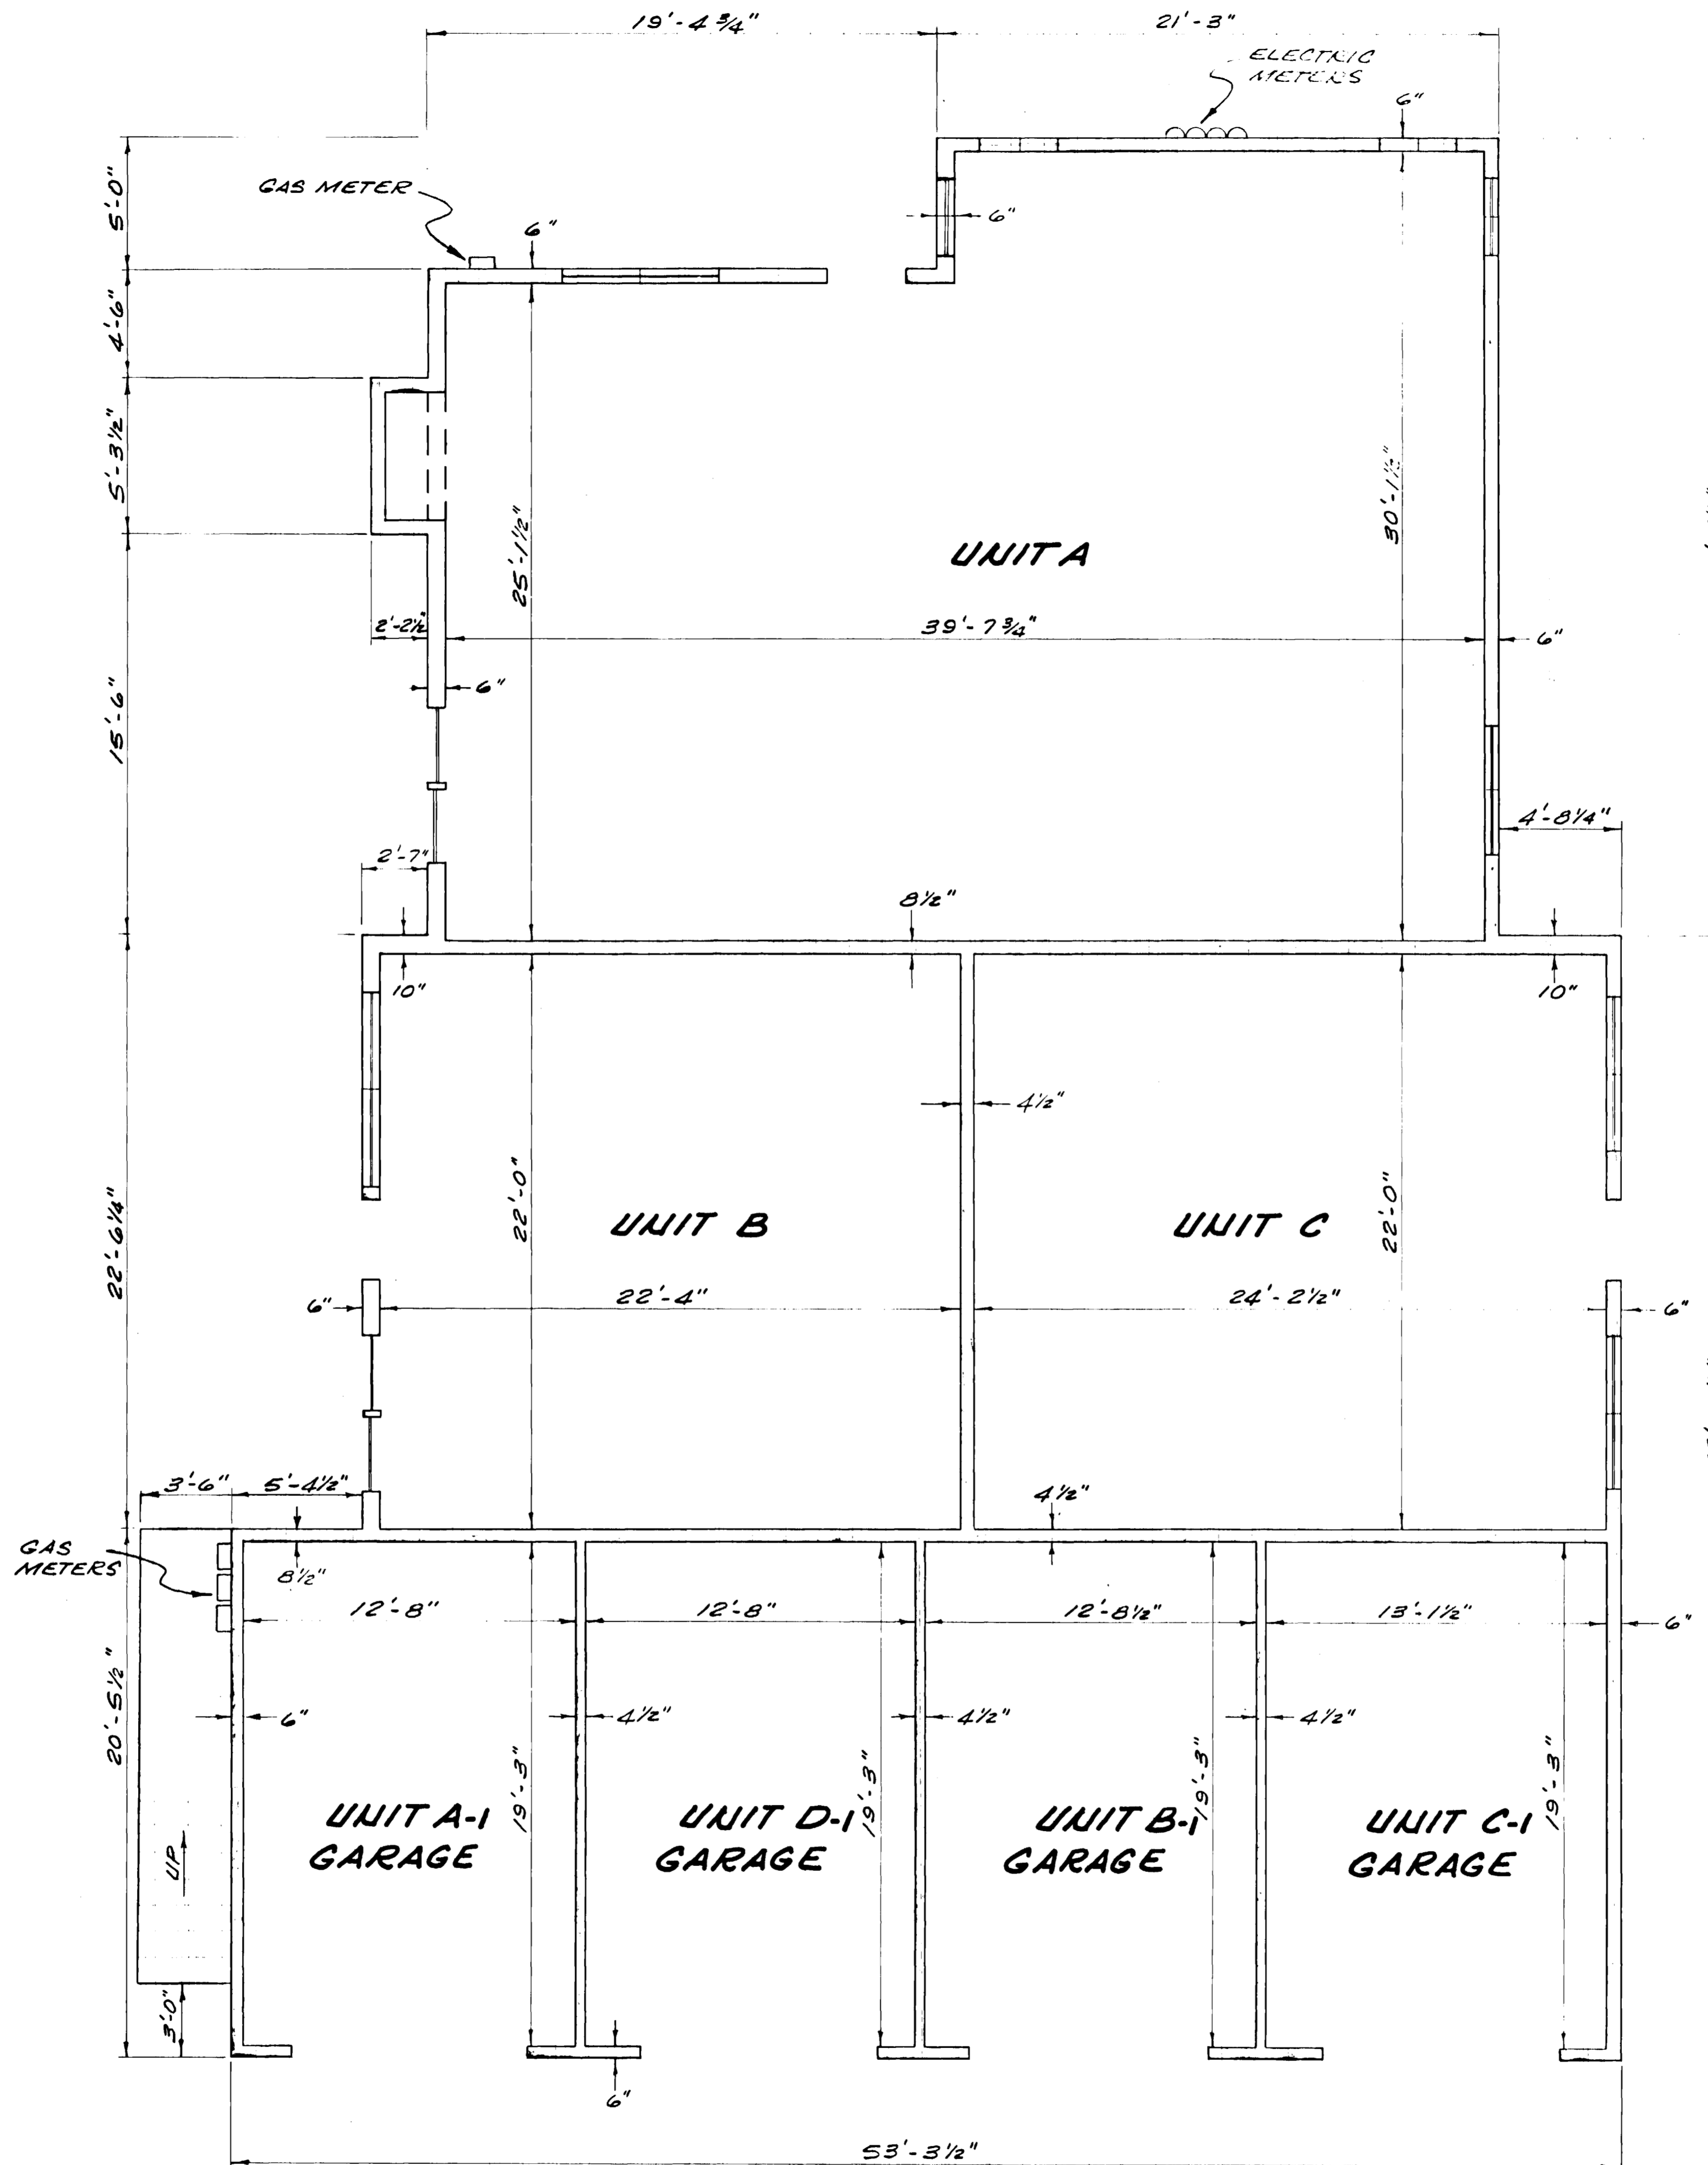 19'-4 3/4"
21'-3"
ELECTRIC
METERS
6"
5'-0"
GAS METER
6"
6"
4'-6"
5'-3 1/2"
25'-1 1/2"
30'-1 1/2"
UNIT A
2'-2 1/2"
39'-7 3/4"
6"
6"
15'-6"
4'-8 1/4"
2'-7"
8 1/2"
10"
10"
4 1/2"
22'-0"
22'-0"
UNIT B
UNIT C
22'-6 1/4"
6"
22'-4"
24'-2 1/2"
6"
3'-6"
5'-4 1/2"
4 1/2"
GAS
METERS
8 1/2"
12'-8"
12'-8"
12'-8 1/2"
13'-1 1/2"
6"
20'-5 1/2"
6"
4 1/2"
4 1/2"
4 1/2"
19'-3"
19'-3"
19'-3"
19'-3"
UNIT A-1
GARAGE
UNIT D-1
GARAGE
UNIT B-1
GARAGE
UNIT C-1
GARAGE
UP
3'-0"
6"
53'-3 1/2"